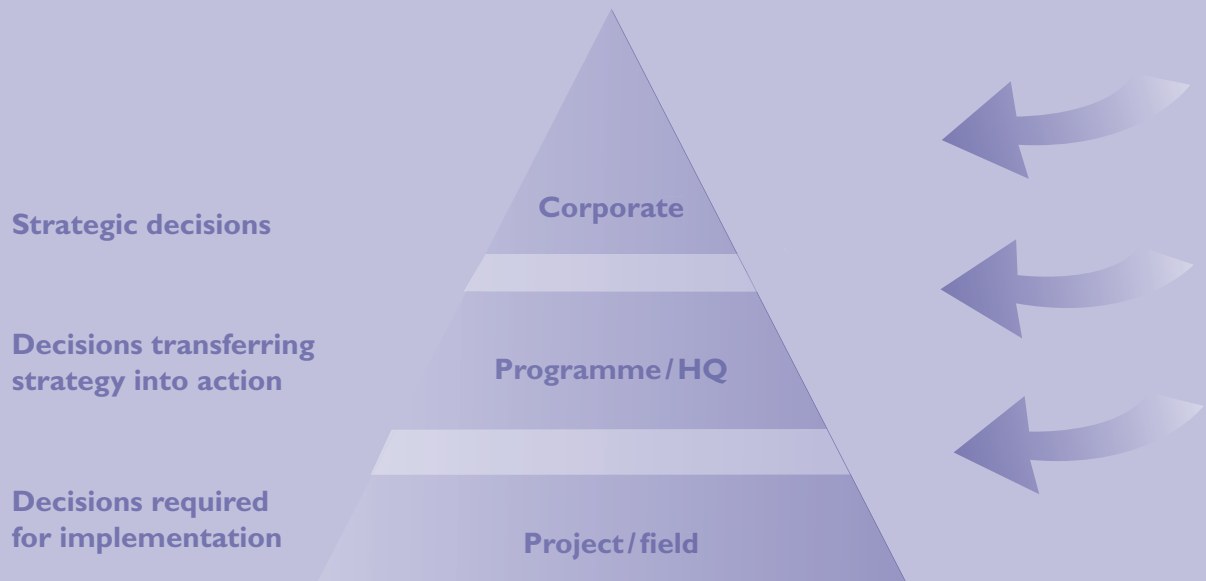 Strategic decisions
Corporate
Decisions transferring
strategy into action
Programme/HQ
Decisions required
for implementation
Project/field